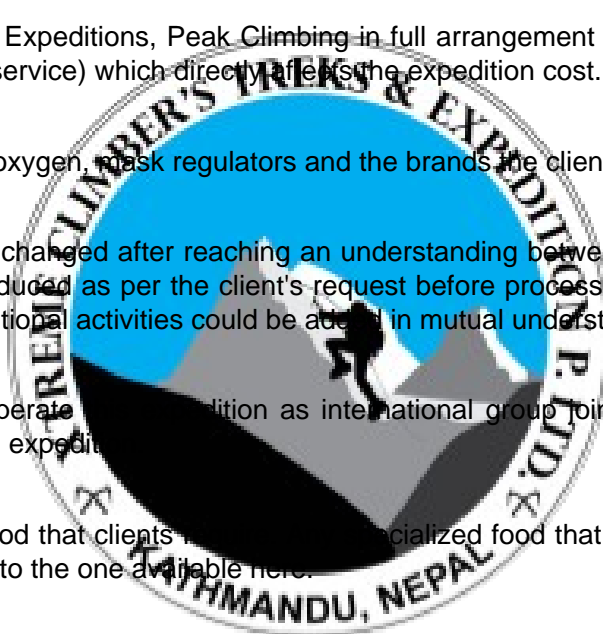 Expeditions, Peak Climbing in full arrangement
service) which directly affects the expedition cost.
oxygen, mask regulators and the brands the clien
changed after reaching an understanding betwe
duced as per the client's request before process
tional activities could be added in mutual underst
perate expedition as international group join
expedit
od that clients specialized food that
to the one available here.
EXTREME CLIMBER'S TREKS & EXPEDITION P. LTD.
KATHMANDU, NEPAL